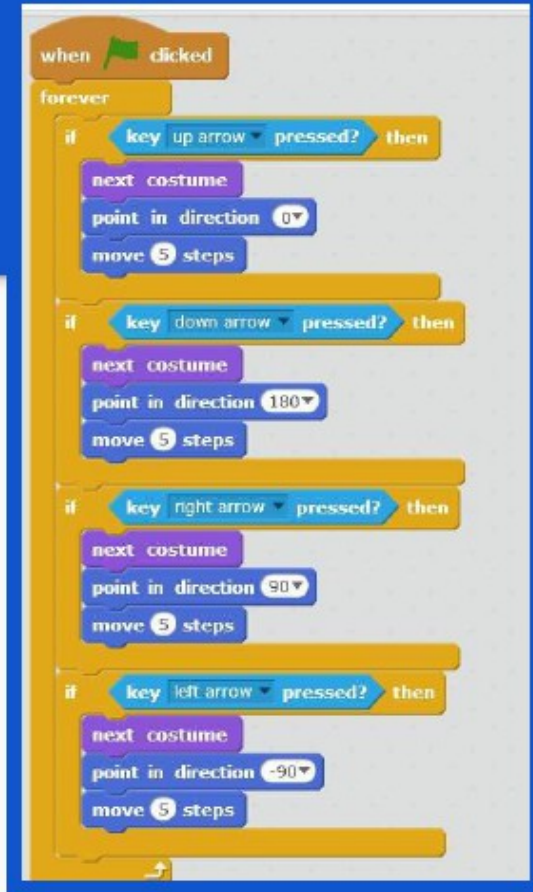 when clicked
forever
if key up arrow pressed? then
next costume
point in direction 0
move 5 steps
if key down arrow pressed? then
next costume
point in direction 180
move 5 steps
if key right arrow pressed? then
next costume
point in direction 90
move 5 steps
if key left arrow pressed? then
next costume
point in direction -90
move 5 steps